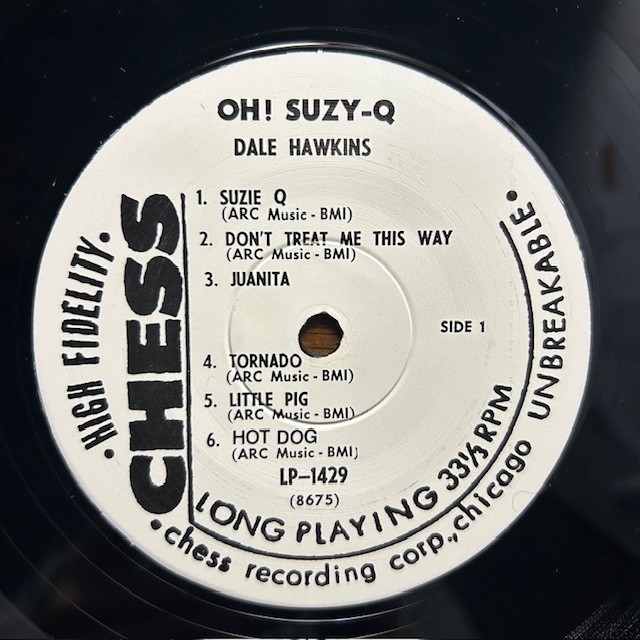 OH! SUZY-Q
DALE HAWKINS
1. SUZIE Q
(ARC Music - BMI)
2. DON'T TREAT ME THIS WAY
(ARC Music - BMI)
3. JUANITA
SIDE 1
4. TORNADO
(ARC Music - BMI)
5. LITTLE PIG
(ARC Music - BMI)
6. HOT DOG
(ARC Music - BMI)
LP-1429
(8675)
CHESS
• HIGH FIDELITY •
LONG PLAYING 33⅓ RPM
• chess recording corp., chicago UNBREAKABLE •